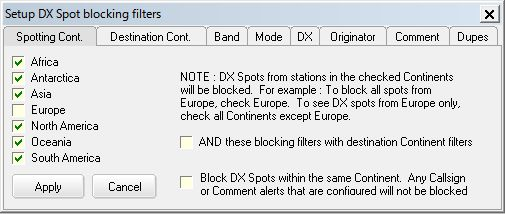 Setup DX Spot blocking filters
Spotting Cont.
Destination Cont.
Band
Mode
DX
Originator
Comment
Dupes
Africa
Antarctica
Asia
Europe
North America
Oceania
South America
NOTE : DX Spots from stations in the checked Continents
will be blocked. For example : To block all spots from
Europe, check Europe. To see DX spots from Europe only,
check all Continents except Europe.
AND these blocking filters with destination Continent filters
Block DX Spots within the same Continent. Any Callsign
or Comment alerts that are configured will not be blocked
Apply
Cancel